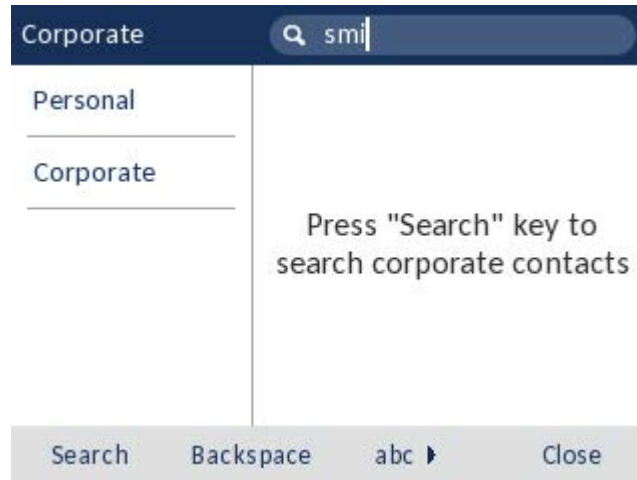 Corporate
smi
Personal
Corporate
Press "Search" key to
search corporate contacts
Search Backspace abc Close